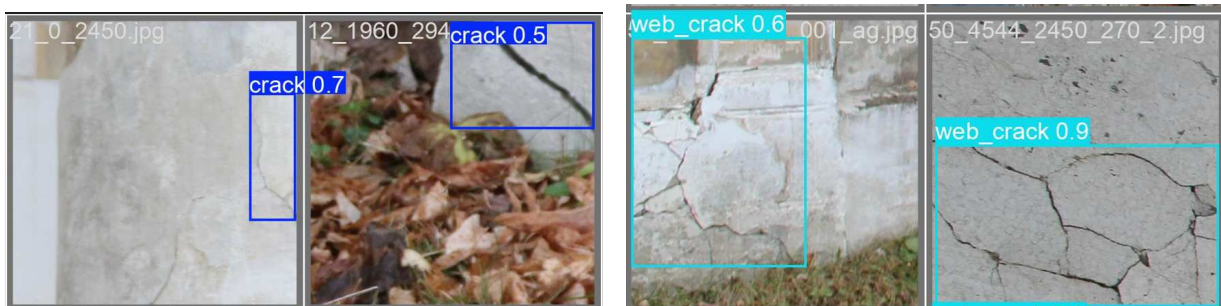 21_0_2450.jpg
crack 0.7
12_1960_294
crack 0.5
web_crack 0.6
001_ag.jpg
50_4544_2450_270_2.jpg
web_crack 0.9